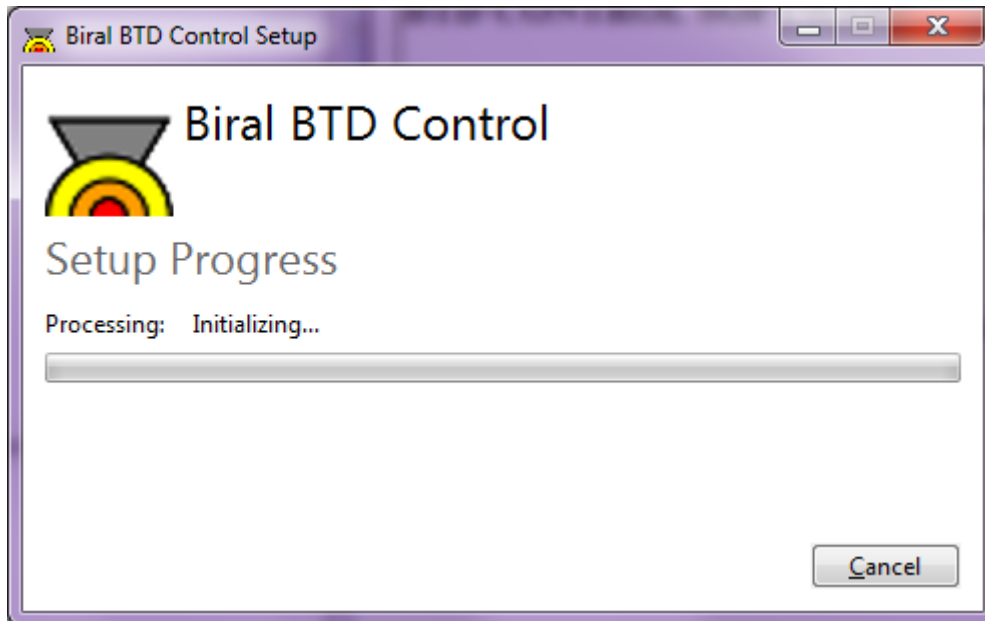 Biral BTD Control Setup
Biral BTD Control
Setup Progress
Processing: Initializing...
Cancel